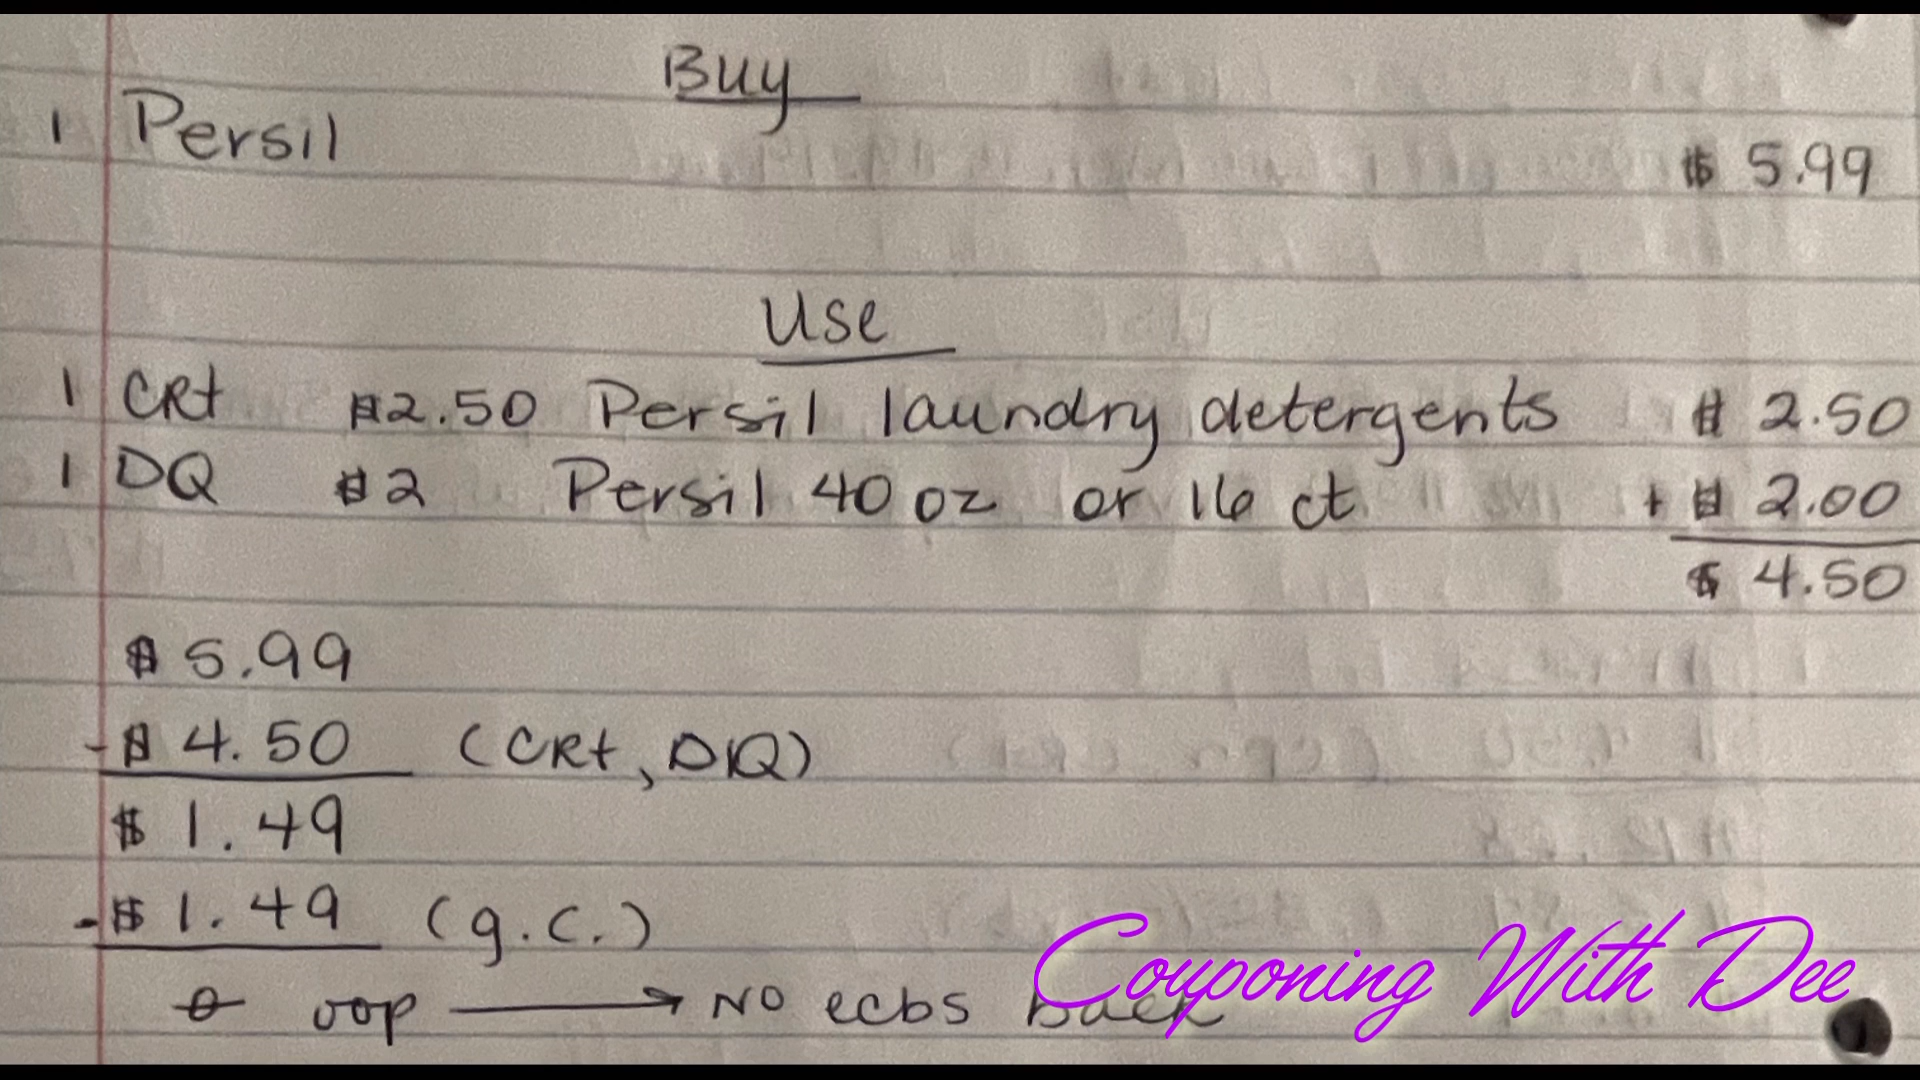 Buy
1 Persil $ 5.99
Use
1 CRt $2.50 Persil laundry detergents $ 2.50
1 DQ $2 Persil 40 oz or 16 ct + $ 2.00
$ 4.50
$ 5.99
- $ 4.50 (CRt, DQ)
$ 1.49
- $ 1.49 (g.c.)
0 oop → NO ecbs back
Couponing With Dee